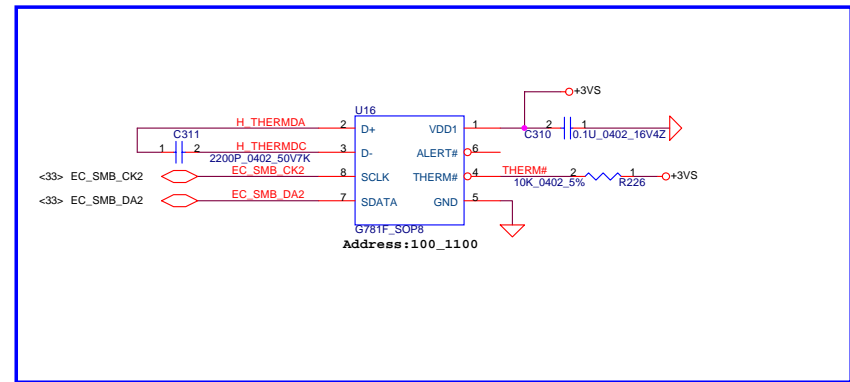 +3VS
U16
H_THERMDA 2 D+ VDD1 1 2 C310 1 0.1U_0402_16V4Z
C311
1 2 H_THERMDC 3 D- ALERT# 6
2200P_0402_50V7K
<33> EC_SMB_CK2 EC_SMB_CK2 8 SCLK THERM# 4 THERM# 2 1 +3VS
10K_0402_5% R226
<33> EC_SMB_DA2 EC_SMB_DA2 7 SDATA GND 5
G781F_SOP8
Address:100_1100